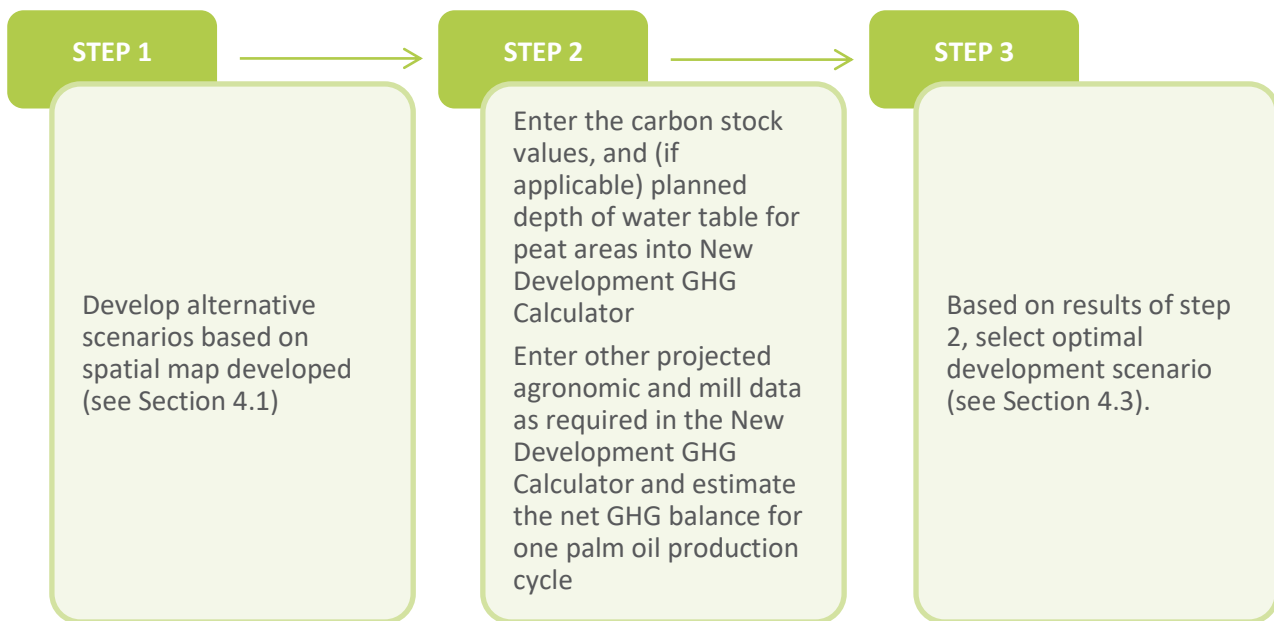 STEP 1
Develop alternative
scenarios based on
spatial map developed
(see Section 4.1)
STEP 2
Enter the carbon stock
values, and (if
applicable) planned
depth of water table for
peat areas into New
Development GHG
Calculator
Enter other projected
agronomic and mill data
as required in the New
Development GHG
Calculator and estimate
the net GHG balance for
one palm oil production
cycle
STEP 3
Based on results of step
2, select optimal
development scenario
(see Section 4.3).